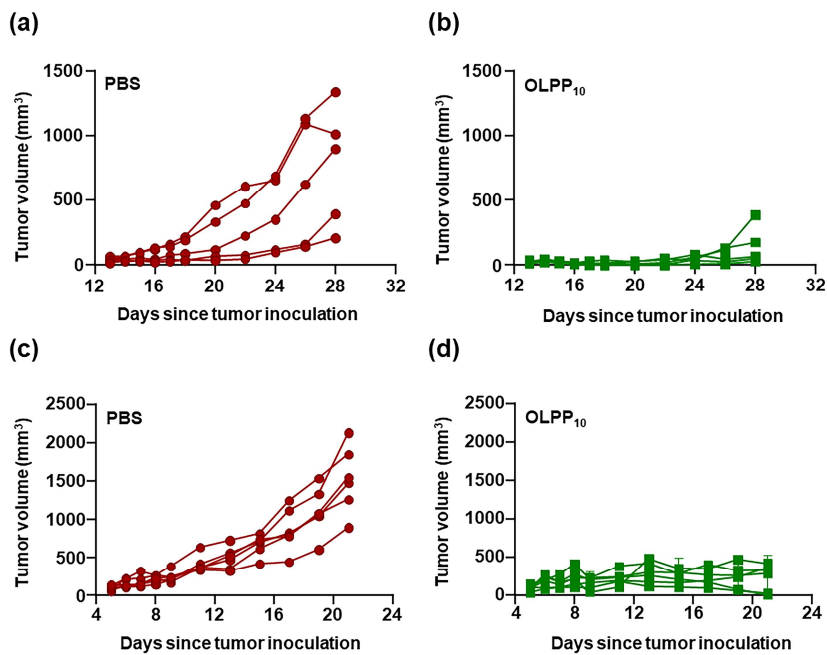 (a)
(b)
1500
1000
500
0
PBS
Tumor volume (mm³)
12 16 20 24 28 32
Days since tumor inoculation
1500
1000
500
0
OLPP₁₀
Tumor volume (mm³)
12 16 20 24 28 32
Days since tumor inoculation
(c)
(d)
2500
2000
1500
1000
500
0
PBS
Tumor volume (mm³)
4 8 12 16 20 24
Days since tumor inoculation
2500
2000
1500
1000
500
0
OLPP₁₀
Tumor volume (mm³)
4 8 12 16 20 24
Days since tumor inoculation